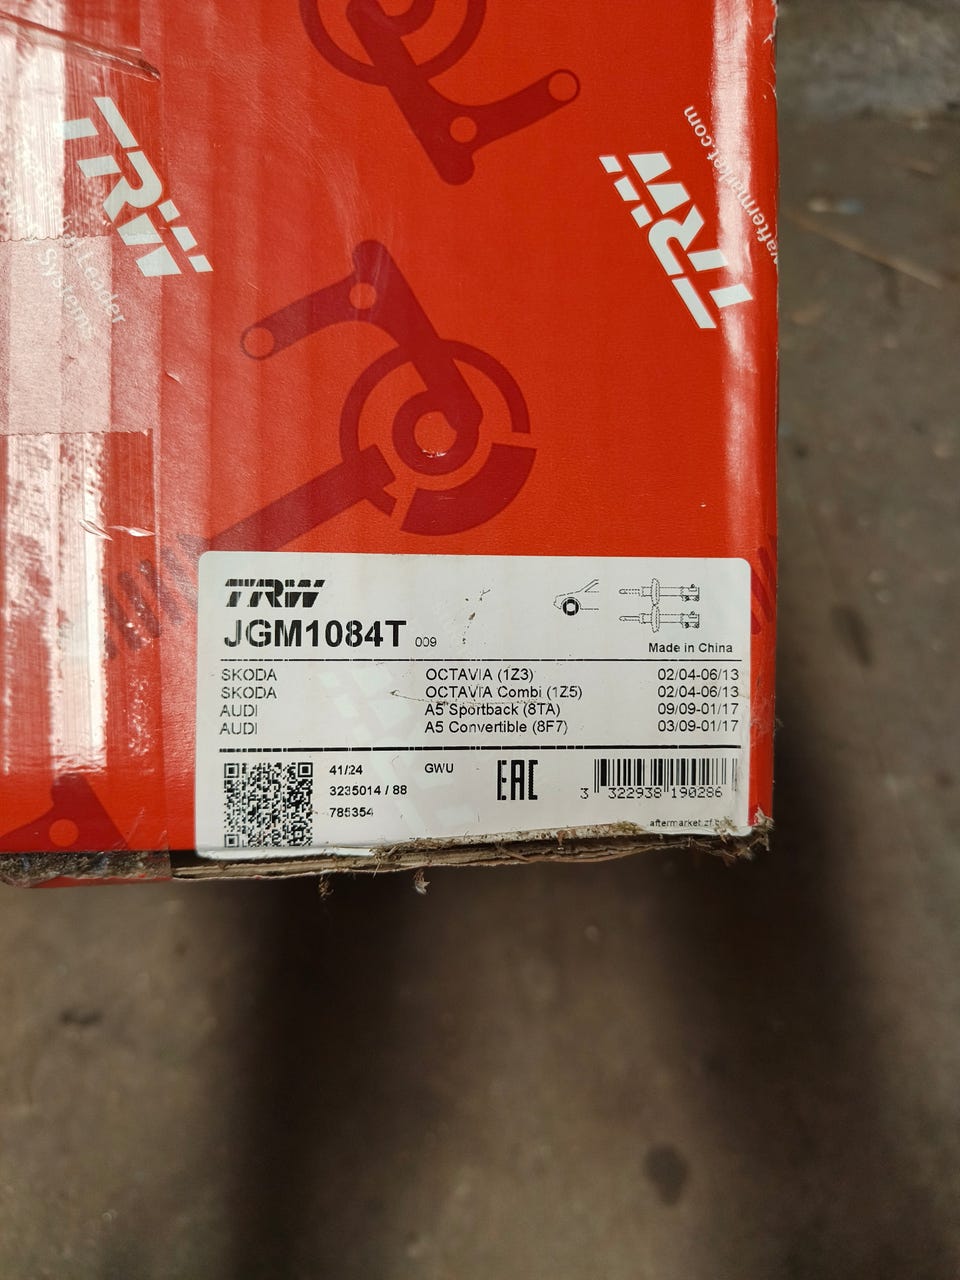 TRW
Leader
Systems
TRW
aftermarket.com
TRW
JGM1084T 009
Made in China
SKODA OCTAVIA (1Z3) 02/04-06/13
SKODA OCTAVIA Combi (1Z5) 02/04-06/13
AUDI A5 Sportback (8TA) 09/09-01/17
AUDI A5 Convertible (8F7) 03/09-01/17
41/24 GWU EAC
3235014 / 88
785354
3 322938 190286
aftermarket.zf